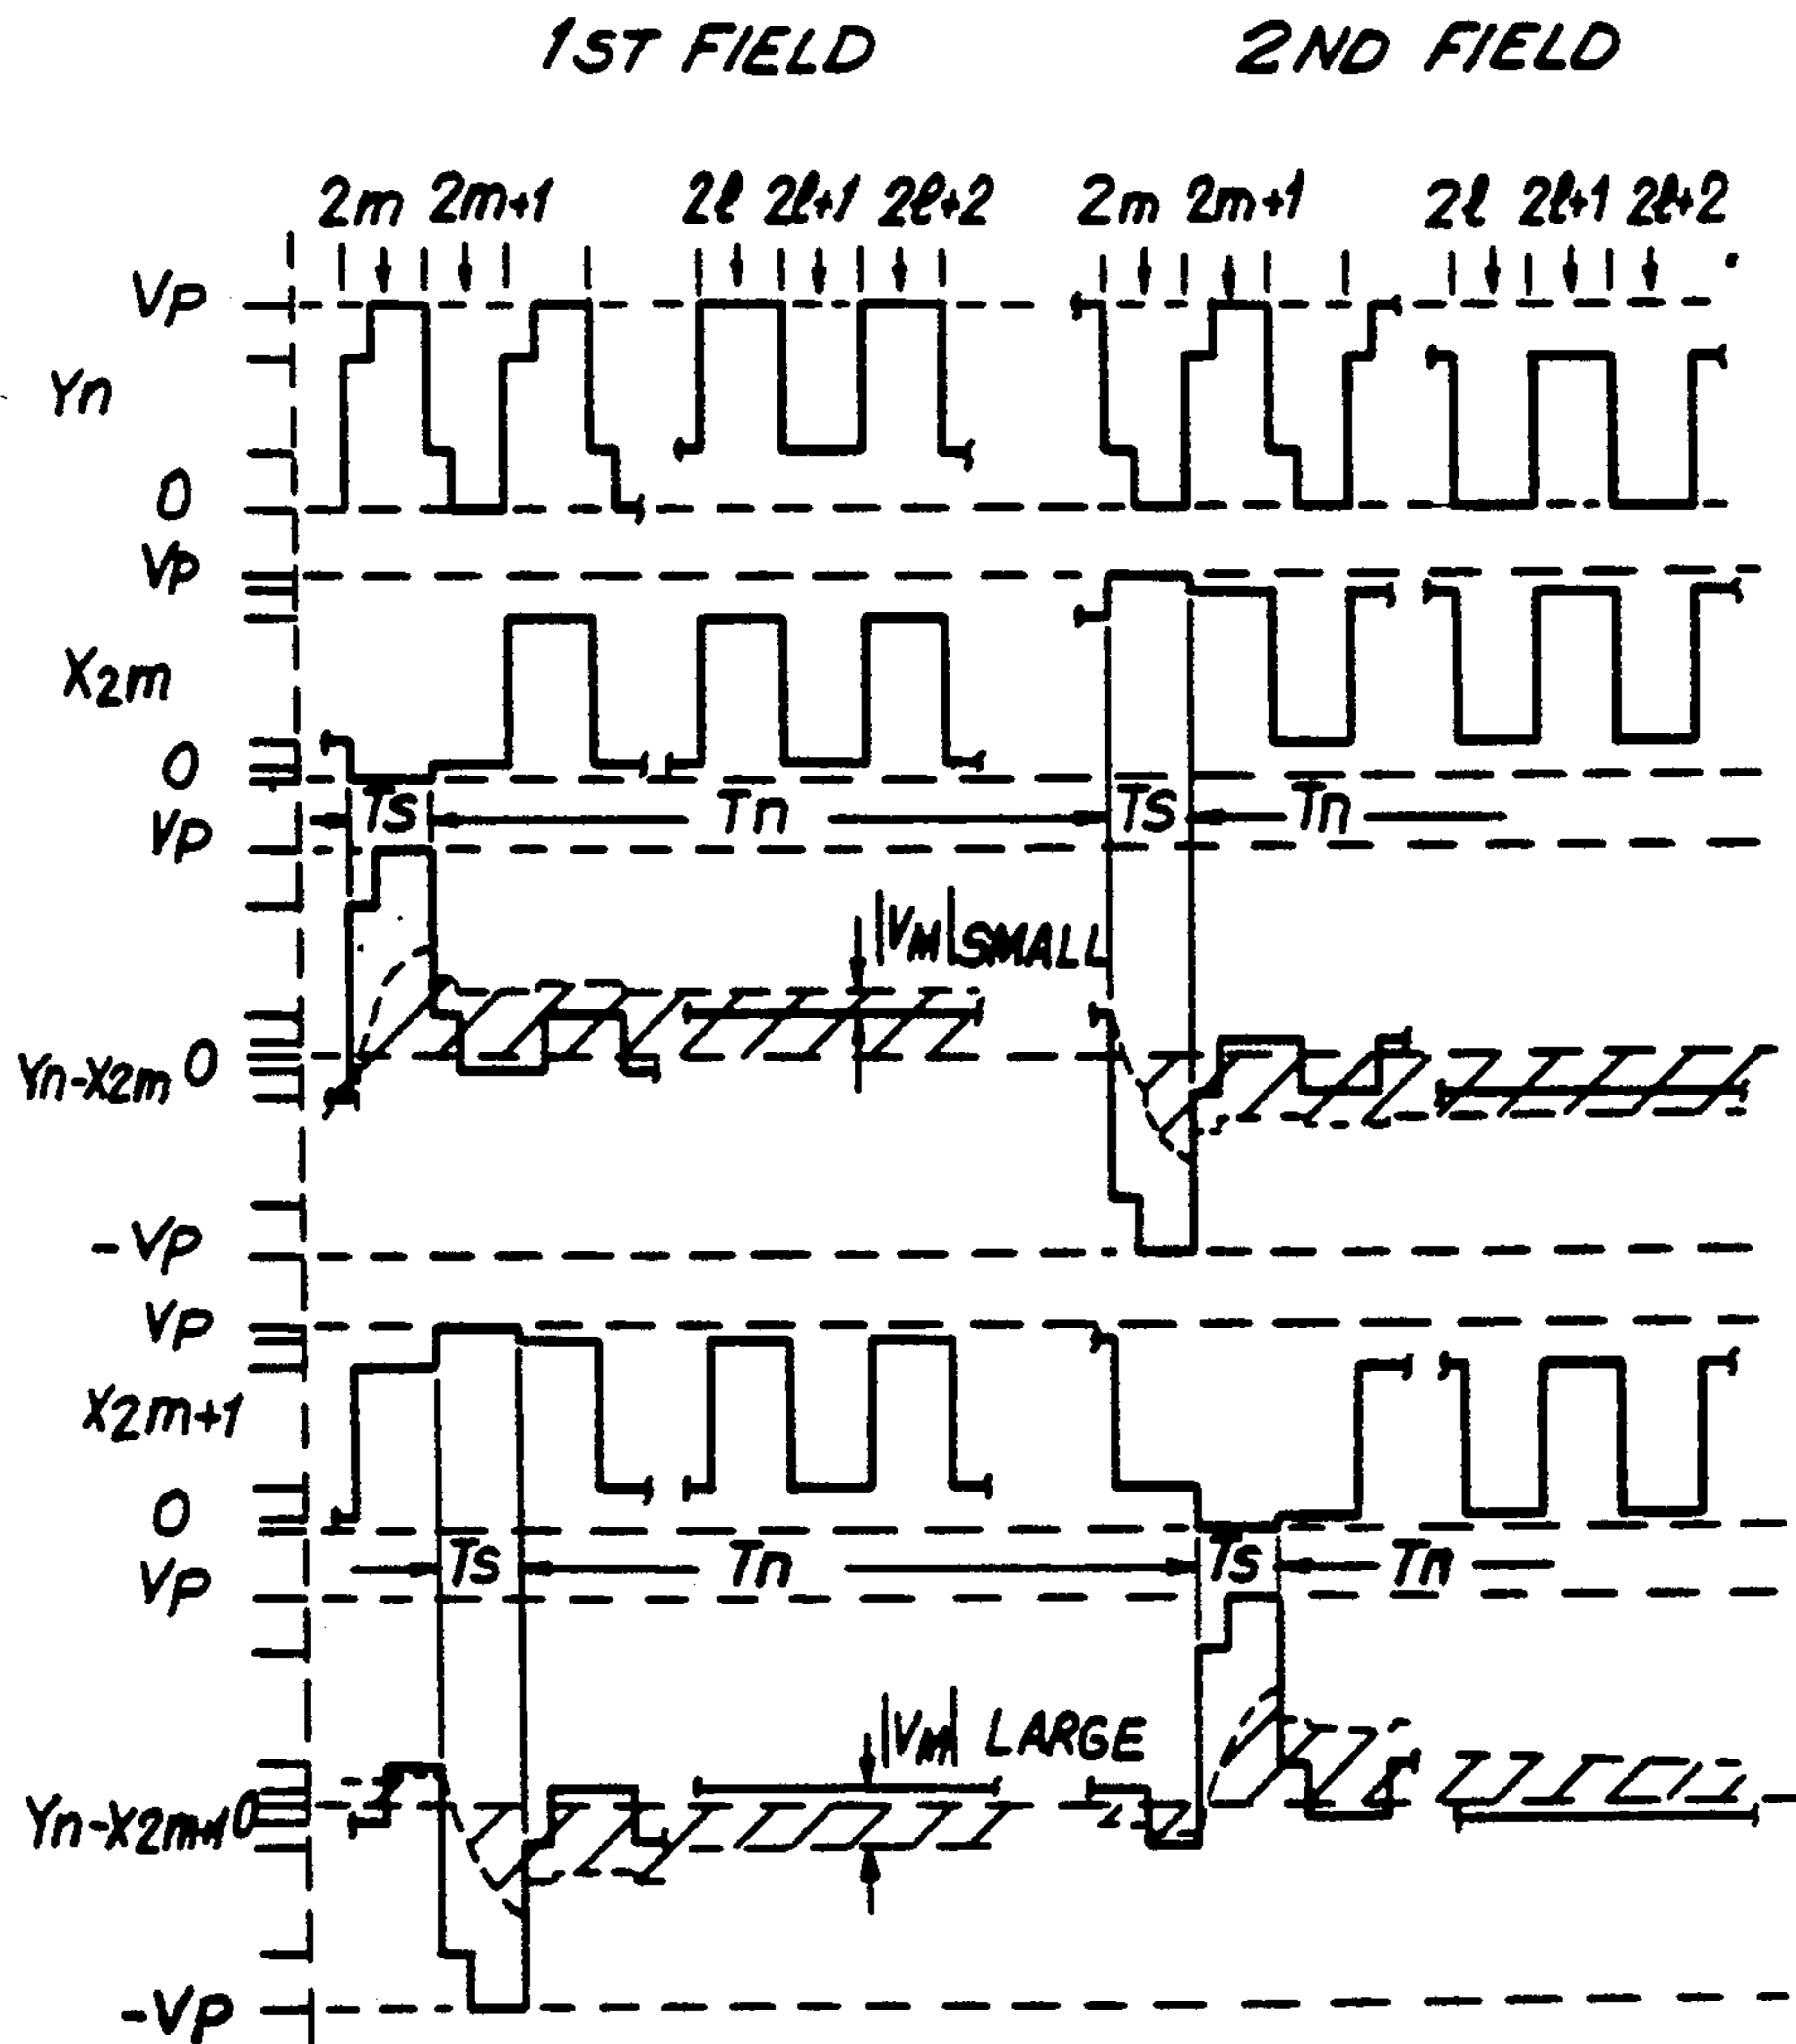 1ST FIELD 2ND FIELD
2m 2m+1 2ℓ 2ℓ+1 2ℓ+2 2m 2m+1 2ℓ 2ℓ+1 2ℓ+2
Vp
Yn
0
Vp
X2m
0
Ts Tn Ts Tn
Vp
|VM| SMALL
Yn-X2m 0
-Vp
Vp
X2m+1
0
Ts Tn Ts Tn
Vp
|VM| LARGE
Yn-X2m+1 0
-Vp